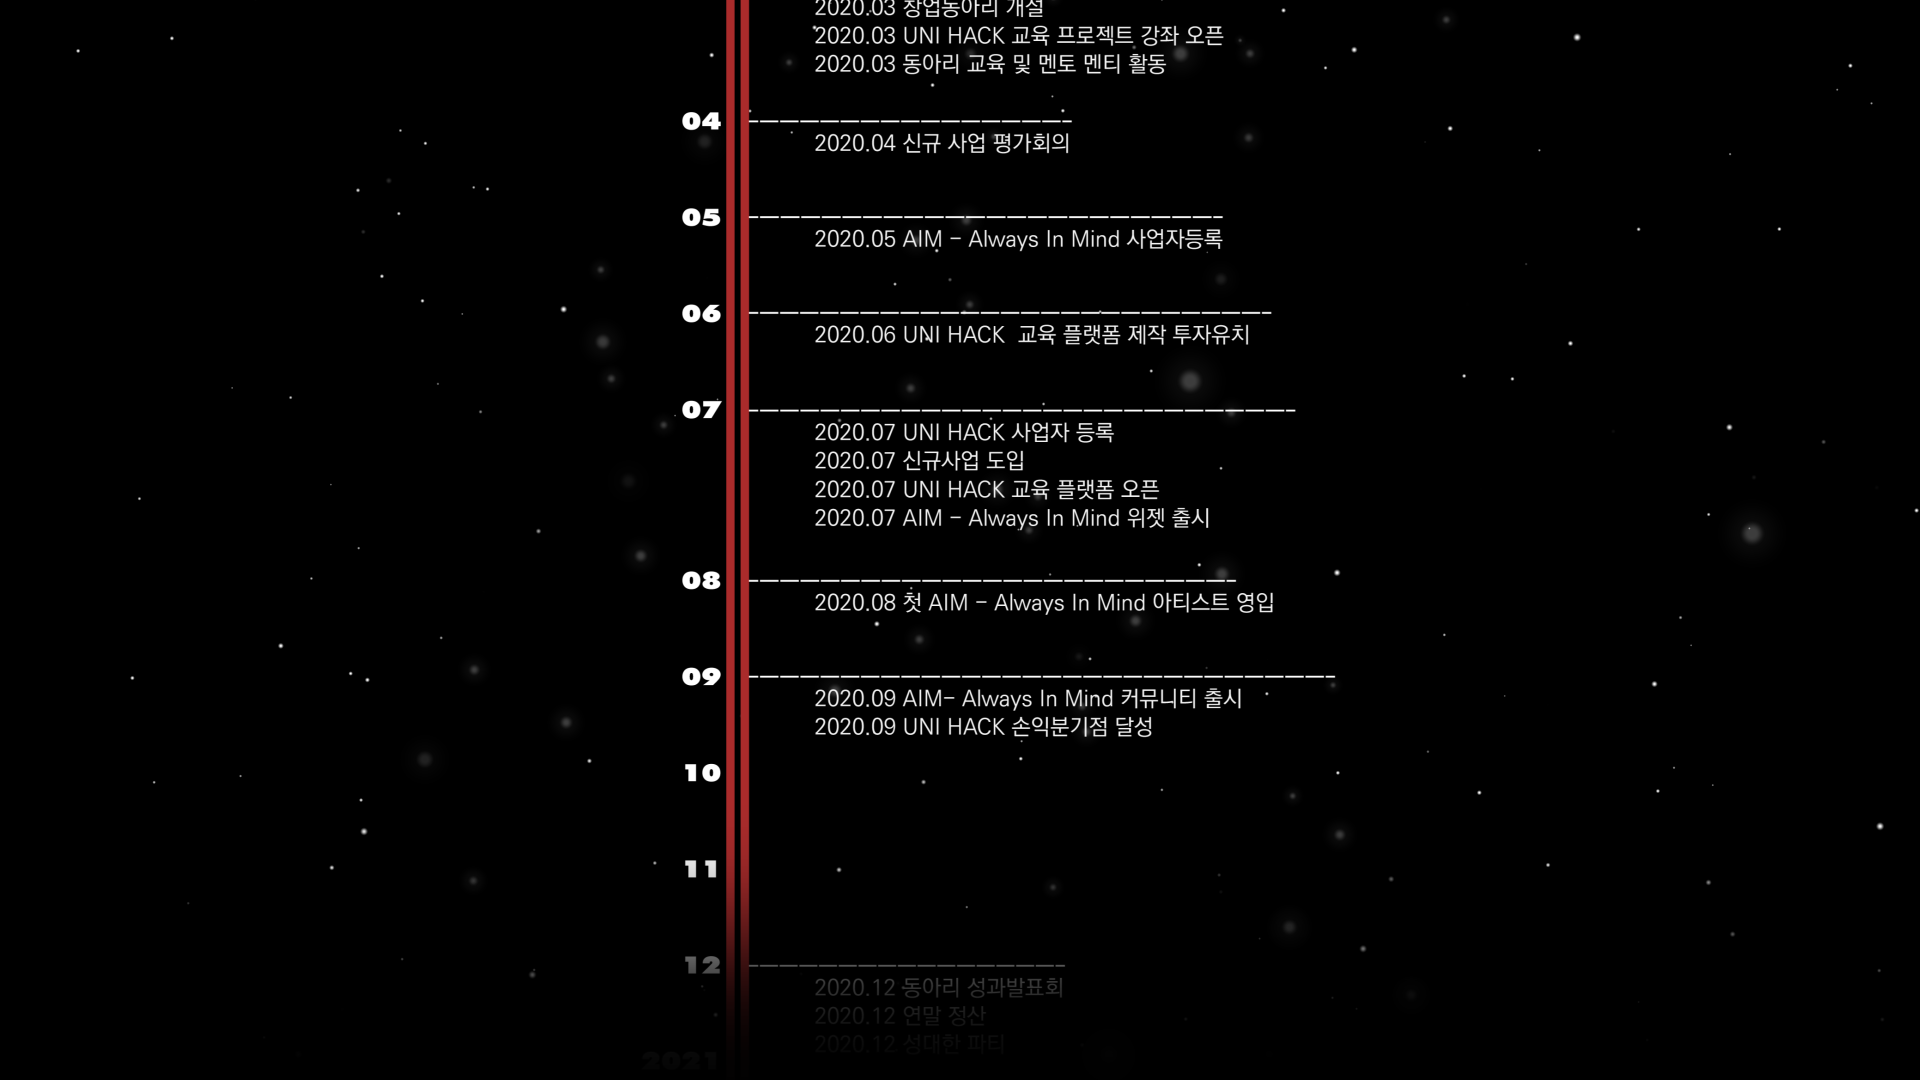 2020.03 창업동아리 개설
2020.03 UNI HACK 교육 프로젝트 강좌 오픈
2020.03 동아리 교육 및 멘토 멘티 활동
04
2020.04 신규 사업 평가회의
05
2020.05 AIM - Always In Mind 사업자등록
06
2020.06 UNI HACK  교육 플랫폼 제작 투자유치
07
2020.07 UNI HACK 사업자 등록
2020.07 신규사업 도입
2020.07 UNI HACK 교육 플랫폼 오픈
2020.07 AIM - Always In Mind 위젯 출시
08
2020.08 첫 AIM - Always In Mind 아티스트 영입
09
2020.09 AIM- Always In Mind 커뮤니티 출시
2020.09 UNI HACK 손익분기점 달성
10
11
12
2020.12 동아리 성과발표회
2020.12 연말 정산
2020.12 성대한 파티
2021